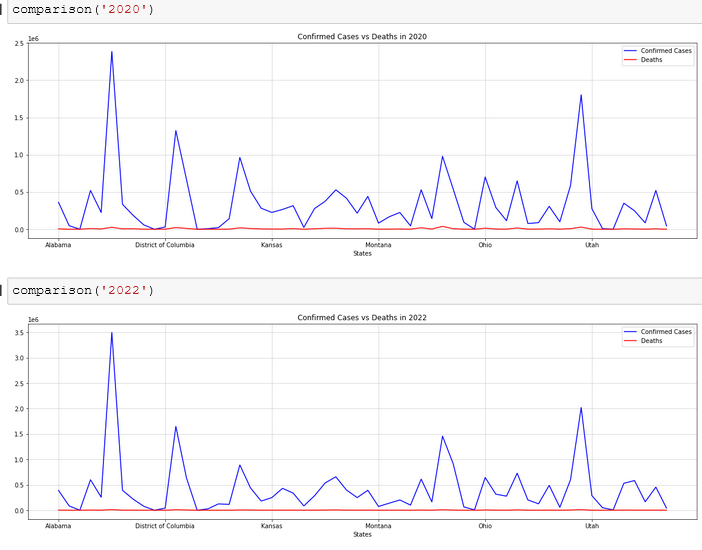 comparison('2020')
Confirmed Cases vs Deaths in 2020
1e6
Confirmed Cases
Deaths
2.5
2.0
1.5
1.0
0.5
0.0
Alabama District of Columbia Kansas Montana Ohio Utah
States
comparison('2022')
Confirmed Cases vs Deaths in 2022
1e6
Confirmed Cases
Deaths
3.5
3.0
2.5
2.0
1.5
1.0
0.5
0.0
Alabama District of Columbia Kansas Montana Ohio Utah
States